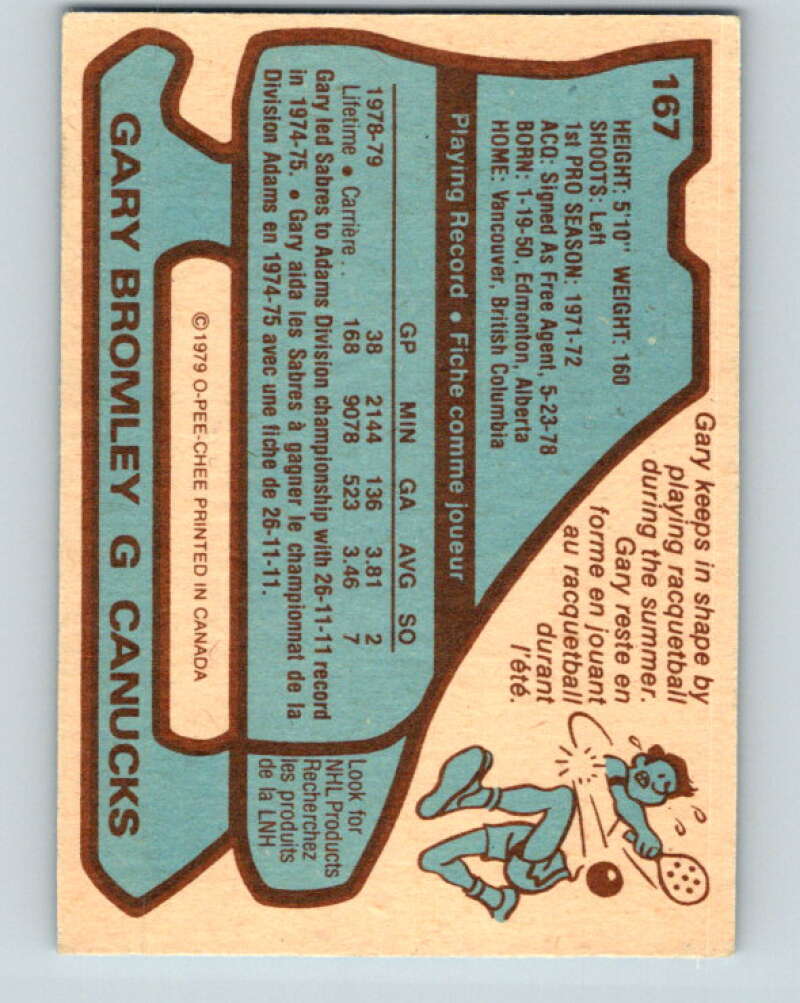 167
HEIGHT: 5'10" WEIGHT: 160
SHOOTS: Left
1st PRO SEASON: 1971-72
ACQ: Signed As Free Agent, 5-23-78
BORN: 1-19-50, Edmonton, Alberta
HOME: Vancouver, British Columbia
Gary keeps in shape by
playing racquetball
during the summer.
Gary reste en
forme en jouant
au racquetball
durant
l'été.
Playing Record • Fiche comme joueur
GP MIN GA AVG SO
1978-79 38 2144 136 3.81 2
Lifetime • Carrière . . 168 9078 523 3.46 7
Gary led Sabres to Adams Division championship with 26-11-11 record
in 1974-75. • Gary aida les Sabres à gagner le championnat de la
Division Adams en 1974-75 avec une fiche de 26-11-11.
Look for
NHL Products
Recherchez
les produits
de la LNH
©1979 O-PEE-CHEE PRINTED IN CANADA
GARY BROMLEY G CANUCKS